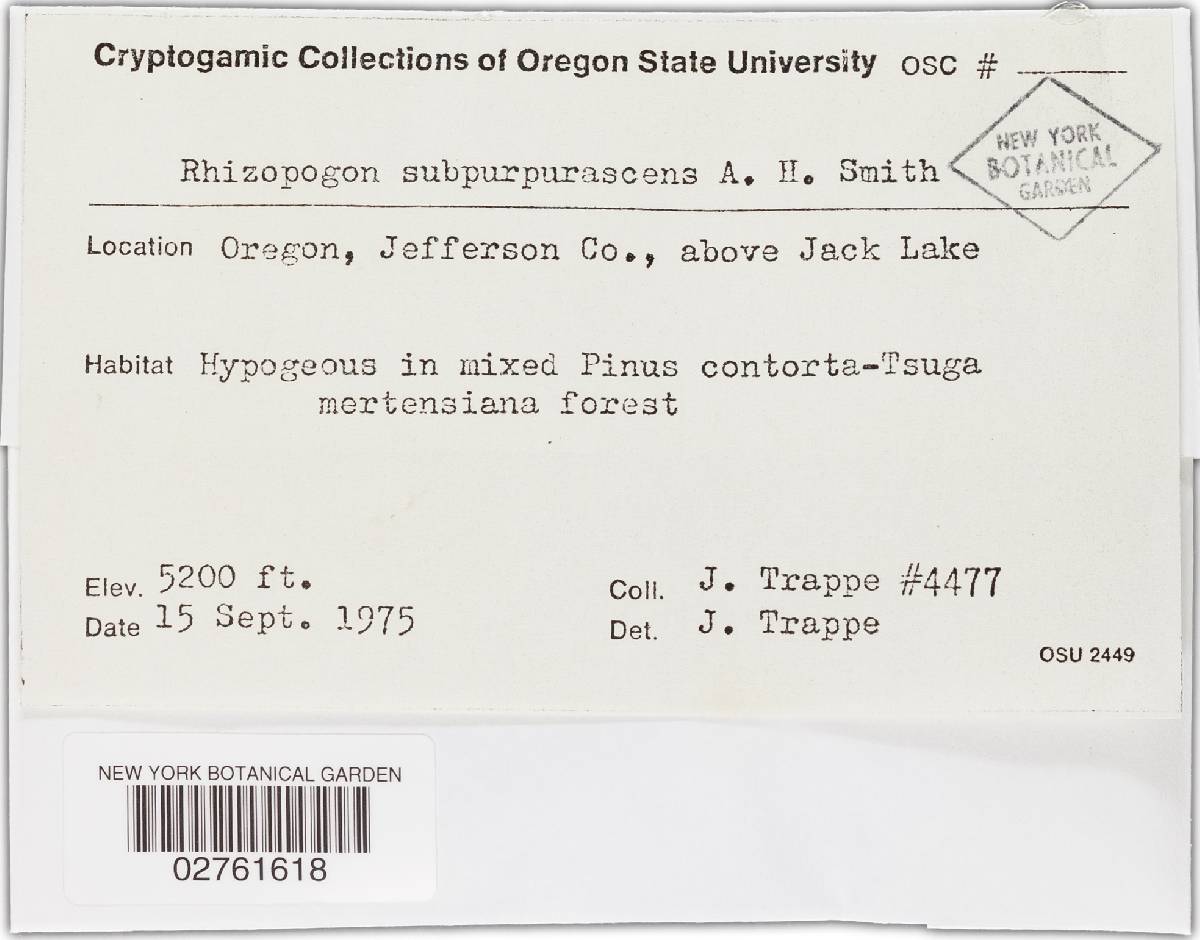 Cryptogamic Collections of Oregon State University OSC #
Rhizopogon subpurpurascens A. H. Smith
NEW YORK
BOTANICAL
GARDEN
Location Oregon, Jefferson Co., above Jack Lake
Habitat Hypogeous in mixed Pinus contorta-Tsuga
mertensiana forest
Elev. 5200 ft.
Date 15 Sept. 1975
Coll. J. Trappe #4477
Det. J. Trappe
OSU 2449
NEW YORK BOTANICAL GARDEN
02761618